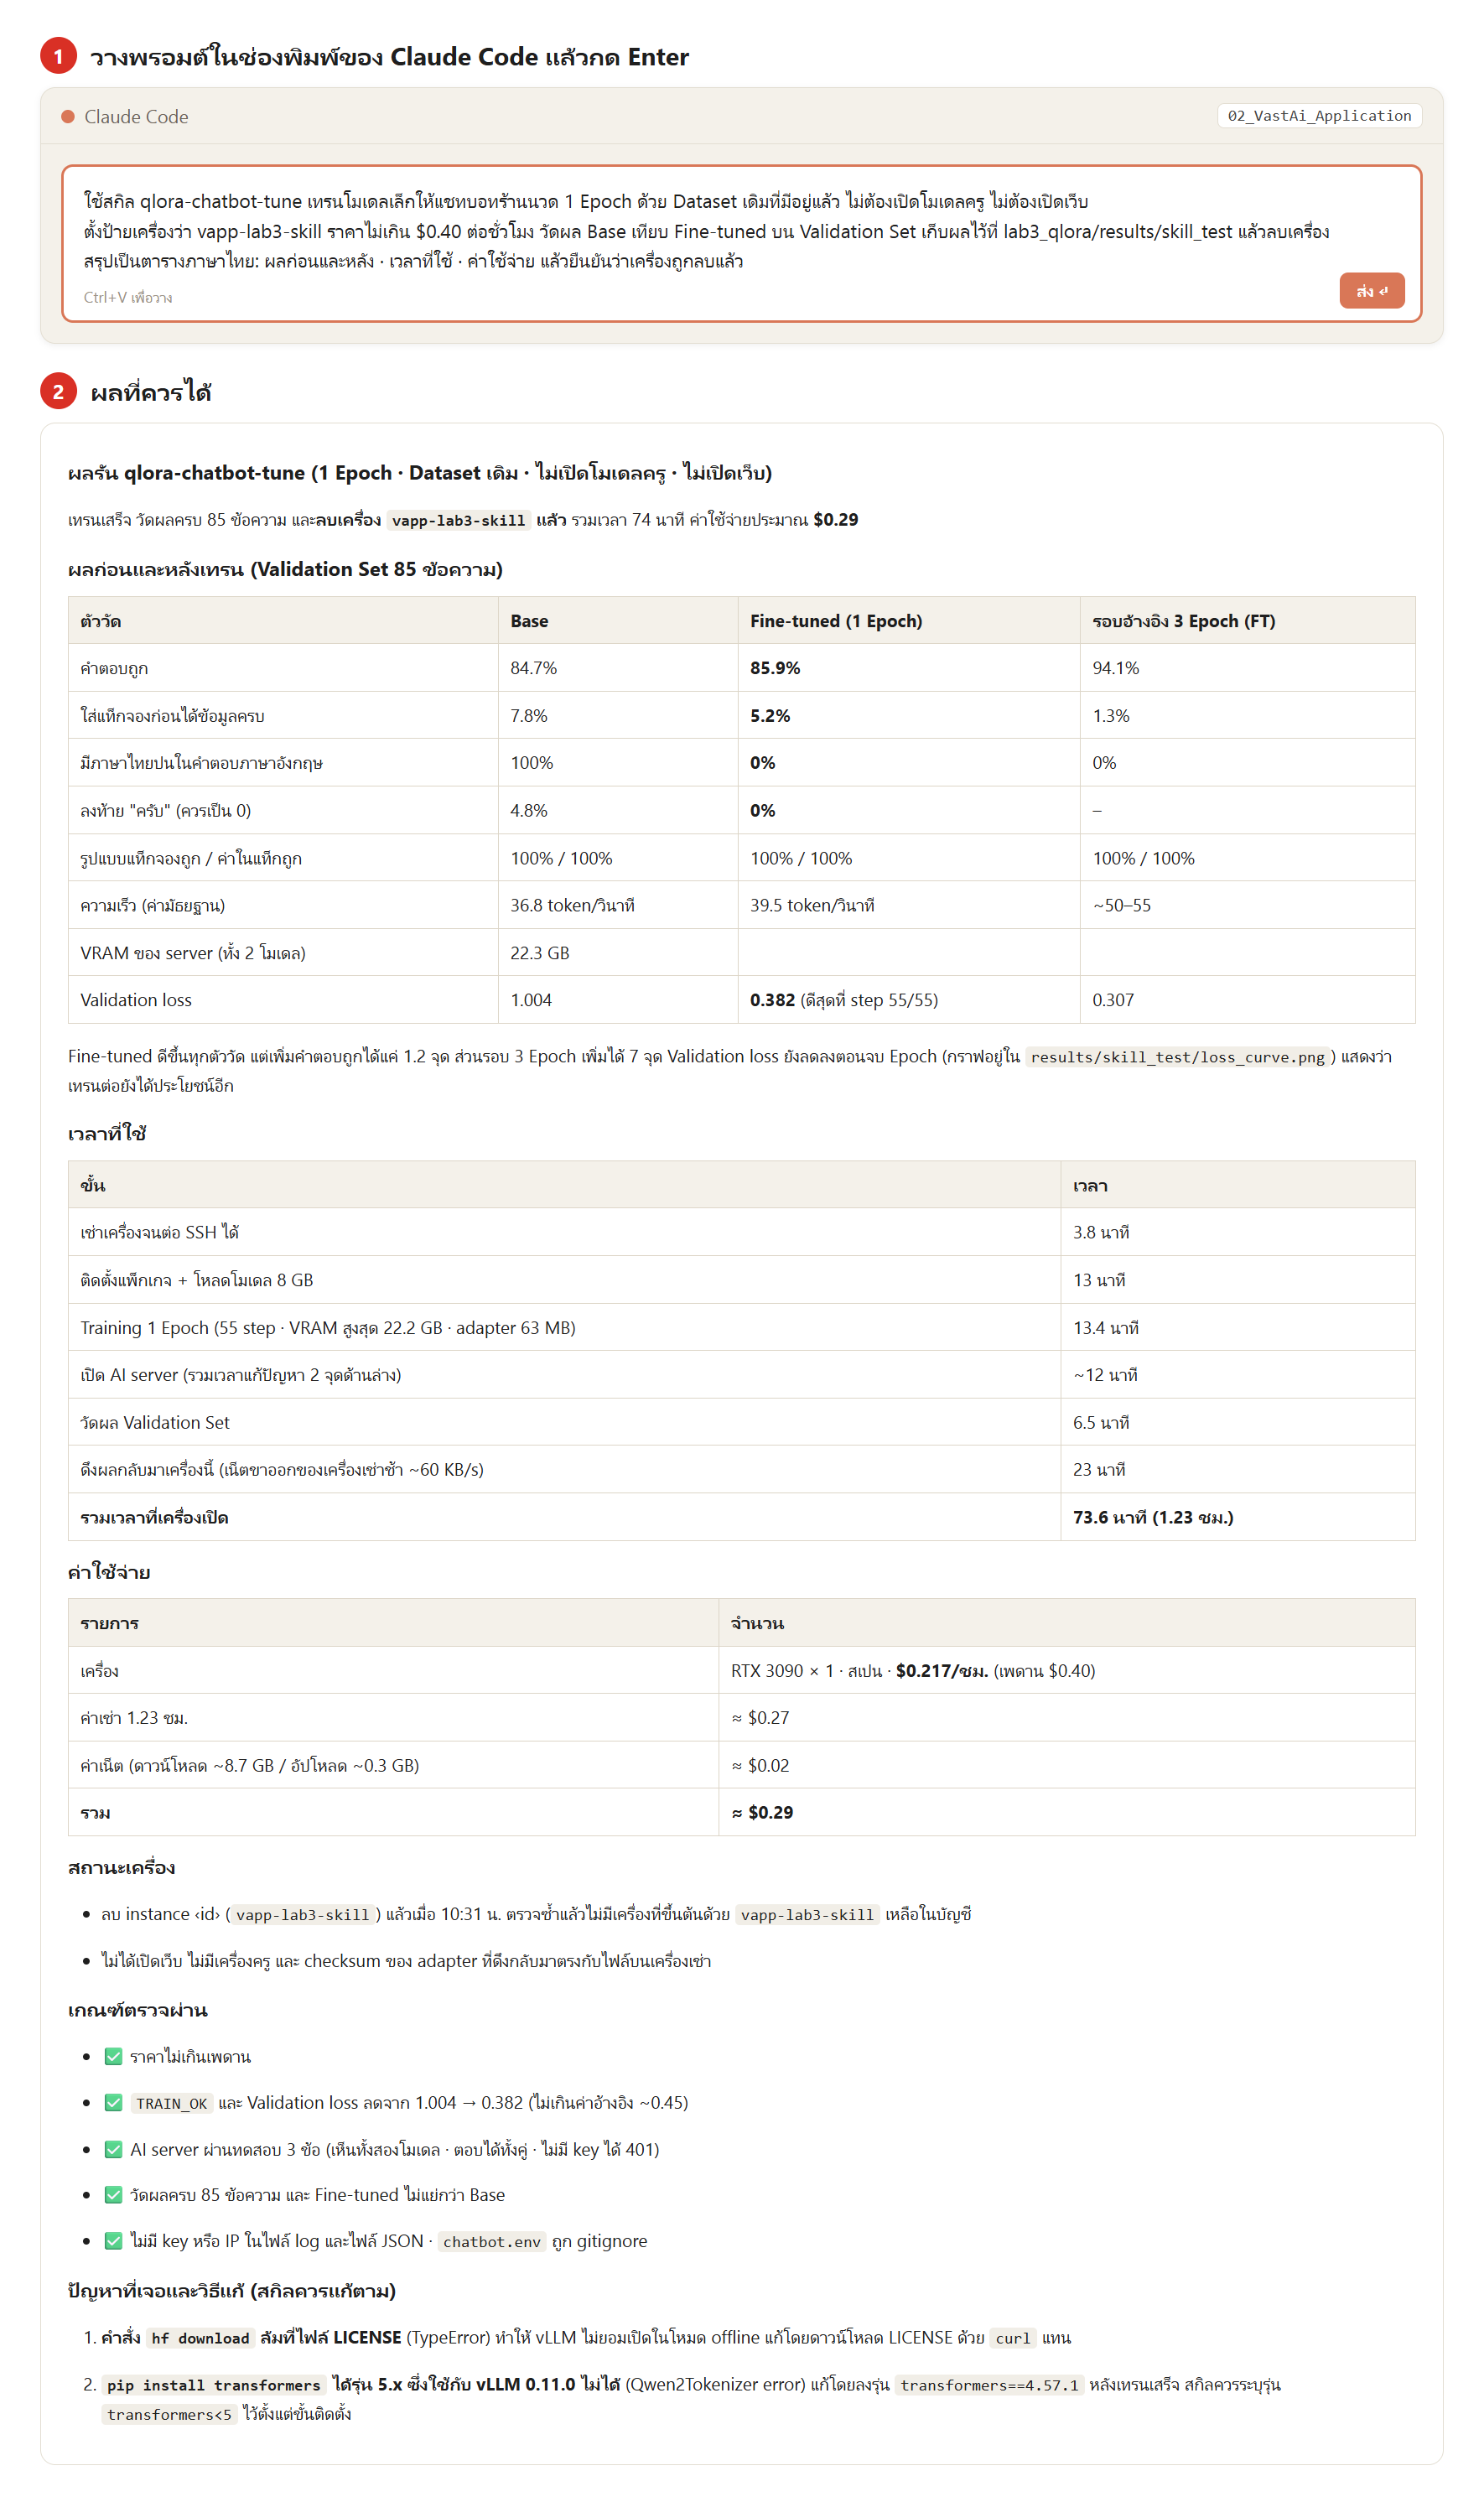 1 วางพรอมต์ในช่องพิมพ์ของ Claude Code แล้วกด Enter
Claude Code
02_VastAi_Application
ใช้สกิล qlora-chatbot-tune เทรนโมเดลเล็กให้แชทบอทร้านนวด 1 Epoch ด้วย Dataset เดิมที่มีอยู่แล้ว ไม่ต้องเปิดโมเดลครู ไม่ต้องเปิดเว็บ
ตั้งป้ายเครื่องว่า vapp-lab3-skill ราคาไม่เกิน $0.40 ต่อชั่วโมง วัดผล Base เทียบ Fine-tuned บน Validation Set เก็บผลไว้ที่ lab3_qlora/results/skill_test แล้วลบเครื่อง
สรุปเป็นตารางภาษาไทย: ผลก่อนและหลัง · เวลาที่ใช้ · ค่าใช้จ่าย แล้วยืนยันว่าเครื่องถูกลบแล้ว
Ctrl+V เพื่อวาง
ส่ง ↵
2 ผลที่ควรได้
ผลรัน qlora-chatbot-tune (1 Epoch · Dataset เดิม · ไม่เปิดโมเดลครู · ไม่เปิดเว็บ)
เทรนเสร็จ วัดผลครบ 85 ข้อความ และลบเครื่อง vapp-lab3-skill แล้ว รวมเวลา 74 นาที ค่าใช้จ่ายประมาณ $0.29
ผลก่อนและหลังเทรน (Validation Set 85 ข้อความ)
ตัววัด Base Fine-tuned (1 Epoch) รอบอ้างอิง 3 Epoch (FT)
คำตอบถูก 84.7% 85.9% 94.1%
ใส่แท็กจองก่อนได้ข้อมูลครบ 7.8% 5.2% 1.3%
มีภาษาไทยปนในคำตอบภาษาอังกฤษ 100% 0% 0%
ลงท้าย "ครับ" (ควรเป็น 0) 4.8% 0% –
รูปแบบแท็กจองถูก / ค่าในแท็กถูก 100% / 100% 100% / 100% 100% / 100%
ความเร็ว (ค่ามัธยฐาน) 36.8 token/วินาที 39.5 token/วินาที ~50–55
VRAM ของ server (ทั้ง 2 โมเดล) 22.3 GB
Validation loss 1.004 0.382 (ดีสุดที่ step 55/55) 0.307
Fine-tuned ดีขึ้นทุกตัววัด แต่เพิ่มคำตอบถูกได้แค่ 1.2 จุด ส่วนรอบ 3 Epoch เพิ่มได้ 7 จุด Validation loss ยังลดลงตอนจบ Epoch (กราฟอยู่ใน results/skill_test/loss_curve.png) แสดงว่า
เทรนต่อยังได้ประโยชน์อีก
เวลาที่ใช้
ขั้น เวลา
เช่าเครื่องจนต่อ SSH ได้ 3.8 นาที
ติดตั้งแพ็กเกจ + โหลดโมเดล 8 GB 13 นาที
Training 1 Epoch (55 step · VRAM สูงสุด 22.2 GB · adapter 63 MB) 13.4 นาที
เปิด AI server (รวมเวลาแก้ปัญหา 2 จุดด้านล่าง) ~12 นาที
วัดผล Validation Set 6.5 นาที
ดึงผลกลับมาเครื่องนี้ (เน็ตขาออกของเครื่องเช่าช้า ~60 KB/s) 23 นาที
รวมเวลาที่เครื่องเปิด 73.6 นาที (1.23 ชม.)
ค่าใช้จ่าย
รายการ จำนวน
เครื่อง RTX 3090 × 1 · สเปน · $0.217/ชม. (เพดาน $0.40)
ค่าเช่า 1.23 ชม. ≈ $0.27
ค่าเน็ต (ดาวน์โหลด ~8.7 GB / อัปโหลด ~0.3 GB) ≈ $0.02
รวม ≈ $0.29
สถานะเครื่อง
• ลบ instance ‹id› (vapp-lab3-skill) แล้วเมื่อ 10:31 น. ตรวจซ้ำแล้วไม่มีเครื่องที่ขึ้นต้นด้วย vapp-lab3-skill เหลือในบัญชี
• ไม่ได้เปิดเว็บ ไม่มีเครื่องครู และ checksum ของ adapter ที่ดึงกลับมาตรงกับไฟล์บนเครื่องเช่า
เกณฑ์ตรวจผ่าน
• ✅ ราคาไม่เกินเพดาน
• ✅ TRAIN_OK และ Validation loss ลดจาก 1.004 → 0.382 (ไม่เกินค่าอ้างอิง ~0.45)
• ✅ AI server ผ่านทดสอบ 3 ข้อ (เห็นทั้งสองโมเดล · ตอบได้ทั้งคู่ · ไม่มี key ได้ 401)
• ✅ วัดผลครบ 85 ข้อความ และ Fine-tuned ไม่แย่กว่า Base
• ✅ ไม่มี key หรือ IP ในไฟล์ log และไฟล์ JSON · chatbot.env ถูก gitignore
ปัญหาที่เจอและวิธีแก้ (สกิลควรแก้ตาม)
1. คำสั่ง hf download ล้มที่ไฟล์ LICENSE (TypeError) ทำให้ vLLM ไม่ยอมเปิดในโหมด offline แก้โดยดาวน์โหลด LICENSE ด้วย curl แทน
2. pip install transformers ได้รุ่น 5.x ซึ่งใช้กับ vLLM 0.11.0 ไม่ได้ (Qwen2Tokenizer error) แก้โดยลงรุ่น transformers==4.57.1 หลังเทรนเสร็จ สกิลควรระบุรุ่น
transformers<5 ไว้ตั้งแต่ขั้นติดตั้ง